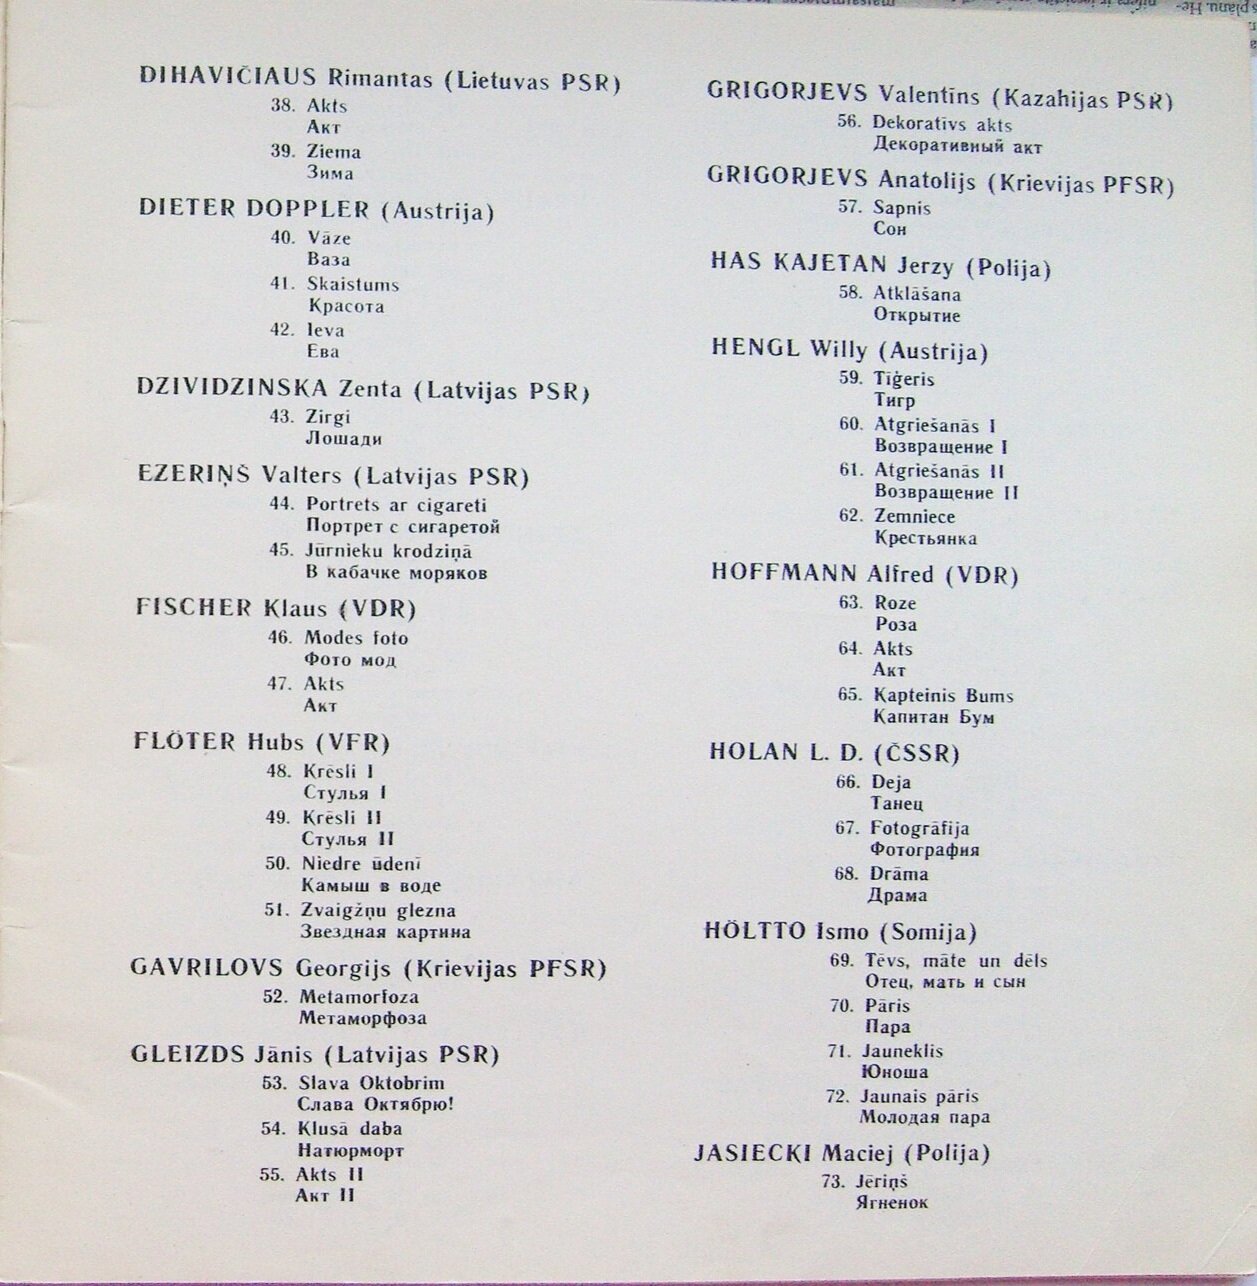 DIHAVIČIAUS Rimantas (Lietuvas PSR)
38. Akts
Акт
39. Ziema
Зима
DIETER DOPPLER (Austrija)
40. Vāze
Ваза
41. Skaistums
Красота
42. Ieva
Ева
DZIVIDZINSKA Zenta (Latvijas PSR)
43. Zirgi
Лошади
EZERIŅŠ Valters (Latvijas PSR)
44. Portrets ar cigareti
Портрет с сигаретой
45. Jūrnieku krodziņā
В кабачке моряков
FISCHER Klaus (VDR)
46. Modes foto
Фото мод
47. Akts
Акт
FLÖTER Hubs (VFR)
48. Krēsli I
Стулья I
49. Krēsli II
Стулья II
50. Niedre ūdenī
Камыш в воде
51. Zvaigžņu glezna
Звездная картина
GAVRILOVS Georgijs (Krievijas PFSR)
52. Metamorfoza
Метаморфоза
GLEIZDS Jānis (Latvijas PSR)
53. Slava Oktobrim
Слава Октябрю!
54. Klusā daba
Натюрморт
55. Akts II
Акт II
GRIGORJEVS Valentīns (Kazahijas PSR)
56. Dekoratīvs akts
Декоративный акт
GRIGORJEVS Anatolijs (Krievijas PFSR)
57. Sapnis
Сон
HAS KAJETAN Jerzy (Polija)
58. Atklāšana
Открытие
HENGL Willy (Austrija)
59. Tīģeris
Тигр
60. Atgriešanās I
Возвращение I
61. Atgriešanās II
Возвращение II
62. Zemniece
Крестьянка
HOFFMANN Alfred (VDR)
63. Roze
Роза
64. Akts
Акт
65. Kapteinis Bums
Капитан Бум
HOLAN L. D. (ČSSR)
66. Deja
Танец
67. Fotogrāfija
Фотография
68. Drāma
Драма
HÖLTTO Ismo (Somija)
69. Tēvs, māte un dēls
Отец, мать и сын
70. Pāris
Пара
71. Jauneklis
Юноша
72. Jaunais pāris
Молодая пара
JASIECKI Maciej (Polija)
73. Jēriņš
Ягненок